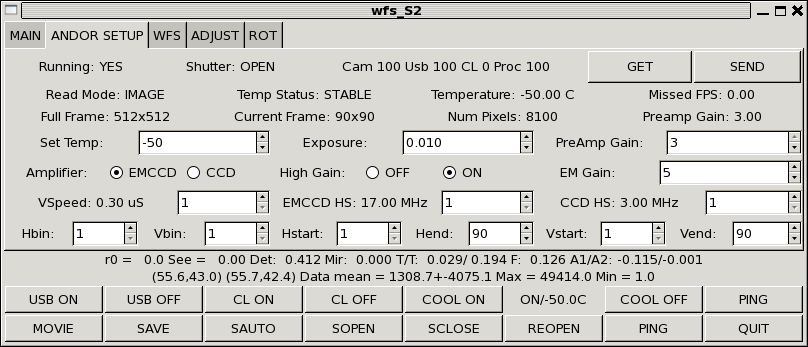 wfs_S2
MAIN ANDOR SETUP WFS ADJUST ROT
Running: YES Shutter: OPEN Cam 100 Usb 100 CL 0 Proc 100 GET SEND
Read Mode: IMAGE Temp Status: STABLE Temperature: -50.00 C Missed FPS: 0.00
Full Frame: 512x512 Current Frame: 90x90 Num Pixels: 8100 Preamp Gain: 3.00
Set Temp: -50 Exposure: 0.010 PreAmp Gain: 3
Amplifier: EMCCD CCD High Gain: OFF ON EM Gain: 5
VSpeed: 0.30 uS 1 EMCCD HS: 17.00 MHz 1 CCD HS: 3.00 MHz 1
Hbin: 1 Vbin: 1 Hstart: 1 Hend: 90 Vstart: 1 Vend: 90
r0 = 0.0 See = 0.00 Det: 0.412 Mir: 0.000 T/T: 0.029/ 0.194 F: 0.126 A1/A2: -0.115/-0.001
(55.6,43.0) (55.7,42.4) Data mean = 1308.7+-4075.1 Max = 49414.0 Min = 1.0
USB ON USB OFF CL ON CL OFF COOL ON ON/-50.0C COOL OFF PING
MOVIE SAVE SAUTO SOPEN SCLOSE REOPEN PING QUIT